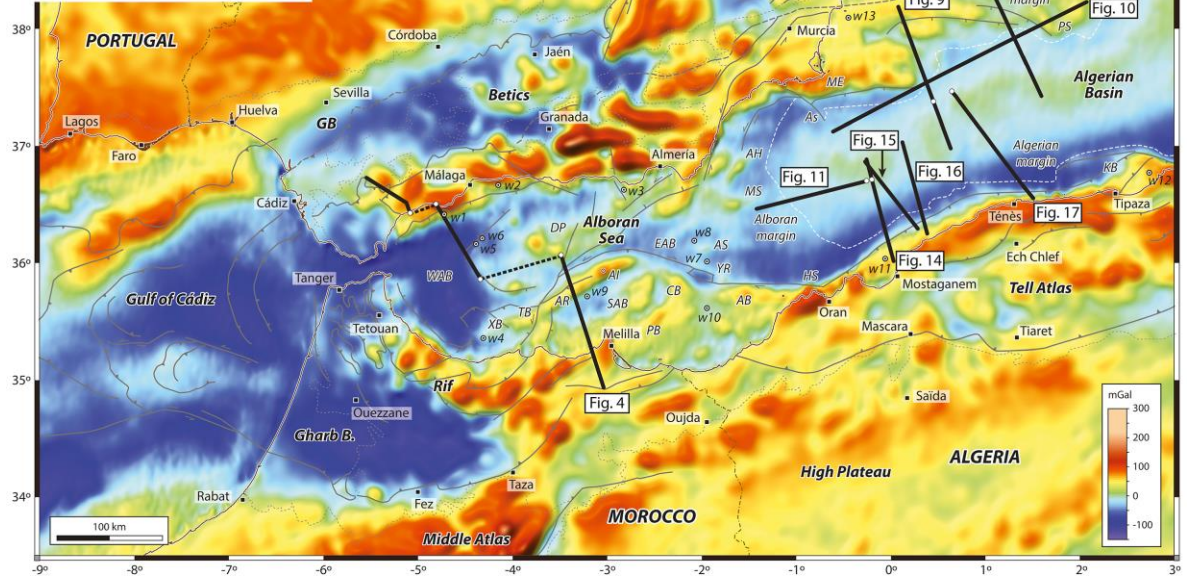 Fig. 9
margin
Fig. 10
w13
38°
PORTUGAL
Córdoba
Murcia
PS
Jaén
Algerian
Basin
ME
Sevilla
Betics
Huelva
GB
Granada
As
Lagos
37°
Faro
Fig. 15
AH
Algerian
margin
Almería
Málaga
KB
w12
Fig. 11
Fig. 16
w2
w3
MS
Cádiz
Tipaza
w1
Ténès
Fig. 17
Alboran
margin
DP
Alboran
Sea
w6
w5
w8
EAB
AS
Ech Chlef
36°
w7
YR
Fig. 14
w11
WAB
AI
HS
Tanger
Mostaganem
Gulf of Cádiz
w9
CB
Tell Atlas
AR
SAB
AB
TB
Oran
w10
Tetouan
XB
w4
PB
Mascara
Tiaret
Melilla
35°
Rif
Fig. 4
mGal
Saïda
Ouezzane
300
Oujda
200
Gharb B.
100
ALGERIA
High Plateau
0
Taza
34°
Rabat
Fez
MOROCCO
-100
100 km
Middle Atlas
-9° -8° -7° -6° -5° -4° -3° -2° -1° 0° 1° 2° 3°